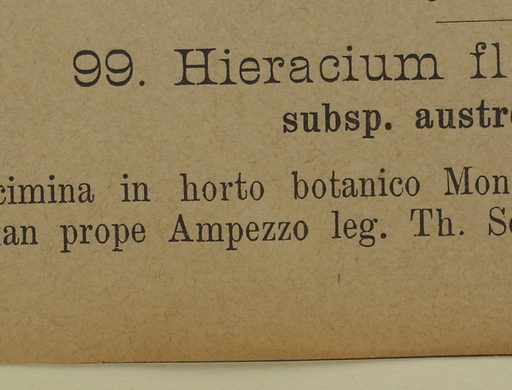 99. Hieracium fl
subsp. austr
cimina in horto botanico Mon
an prope Ampezzo leg. Th. S